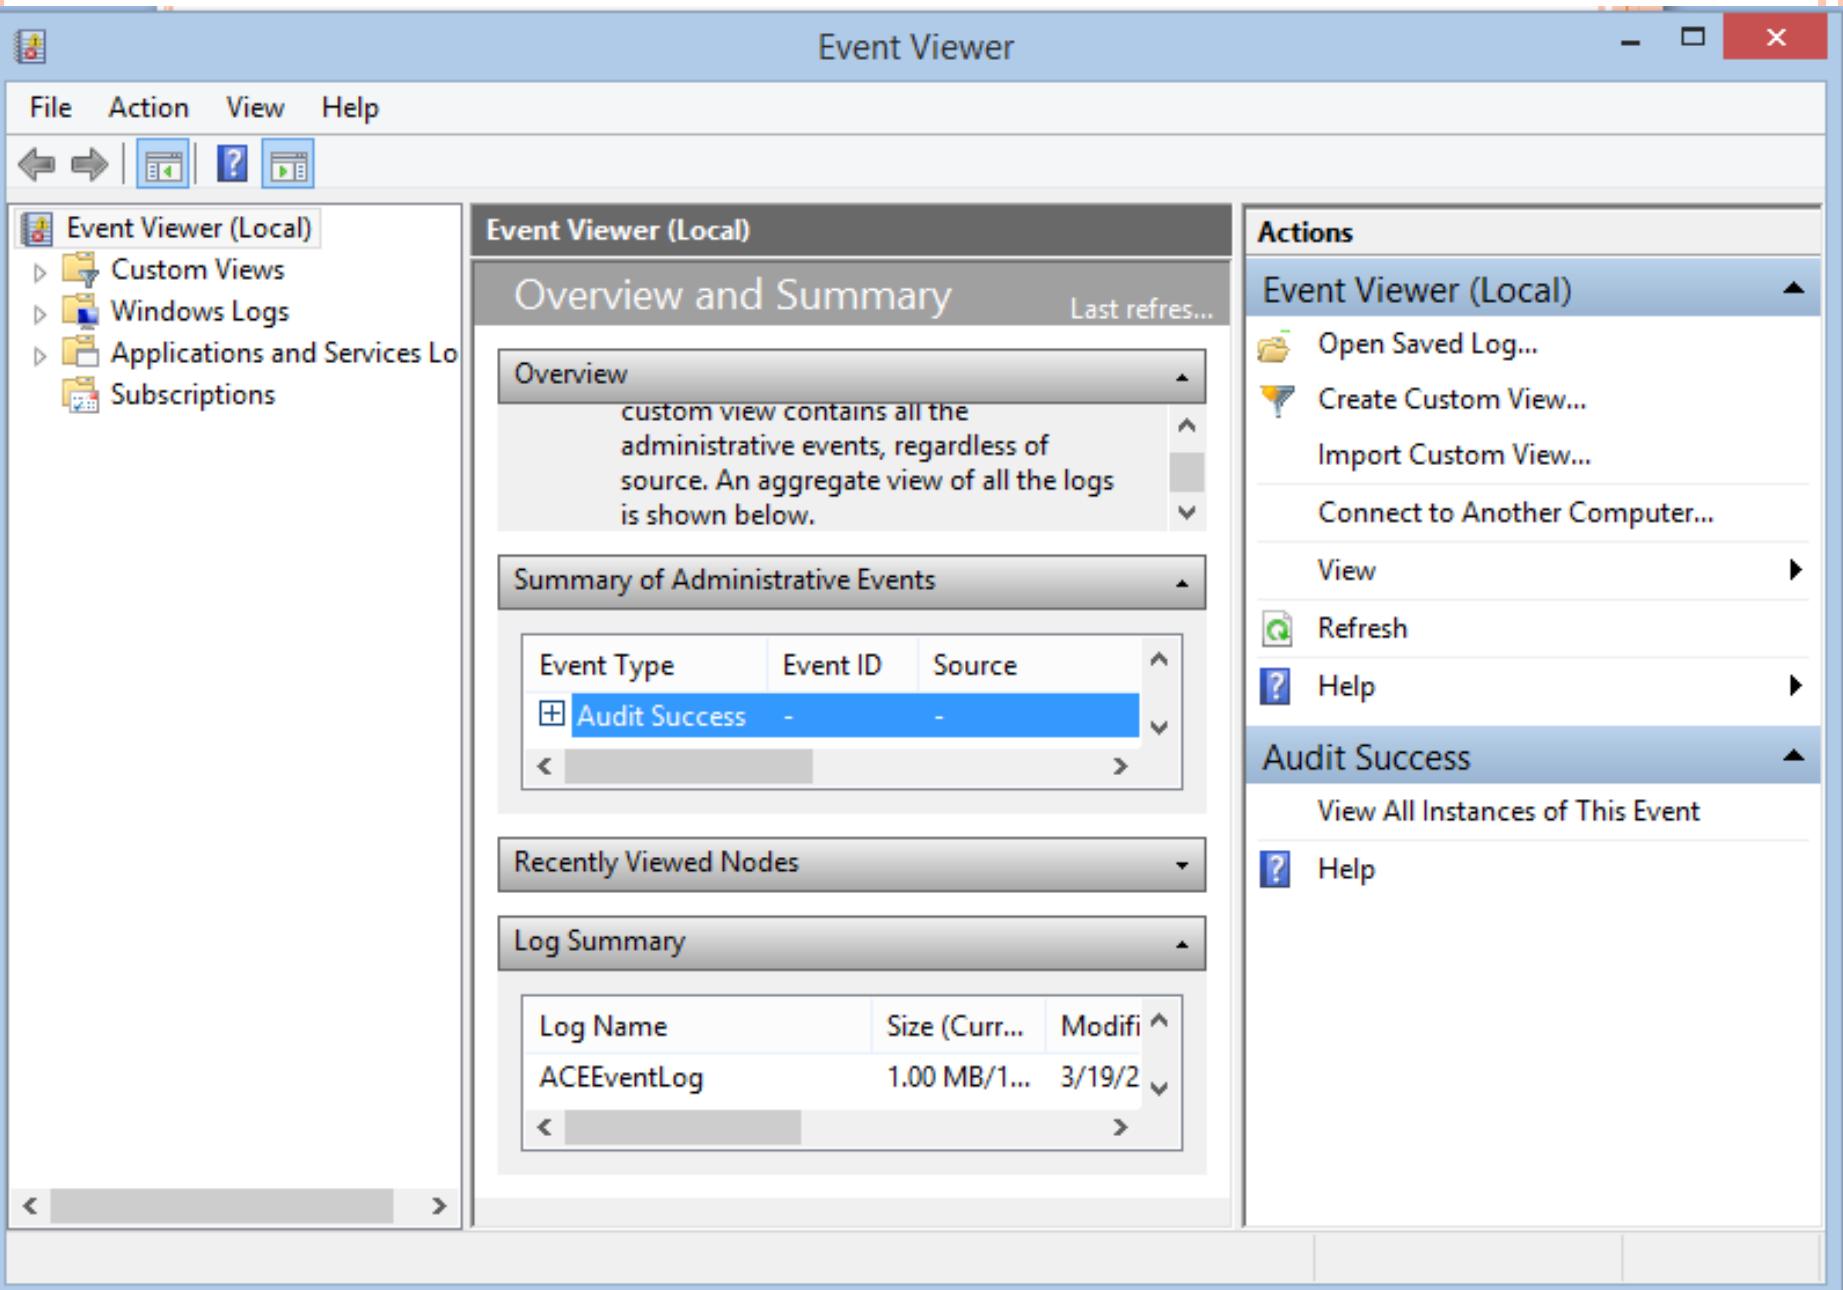 Event Viewer
File Action View Help
Event Viewer (Local)
Custom Views
Windows Logs
Applications and Services Lo
Subscriptions
Event Viewer (Local)
Overview and Summary Last refres...
Overview
custom view contains all the
administrative events, regardless of
source. An aggregate view of all the logs
is shown below.
Summary of Administrative Events
Event Type Event ID Source
Audit Success - -
Recently Viewed Nodes
Log Summary
Log Name Size (Curr... Modifi
ACEEventLog 1.00 MB/1... 3/19/2
Actions
Event Viewer (Local)
Open Saved Log...
Create Custom View...
Import Custom View...
Connect to Another Computer...
View
Refresh
Help
Audit Success
View All Instances of This Event
Help